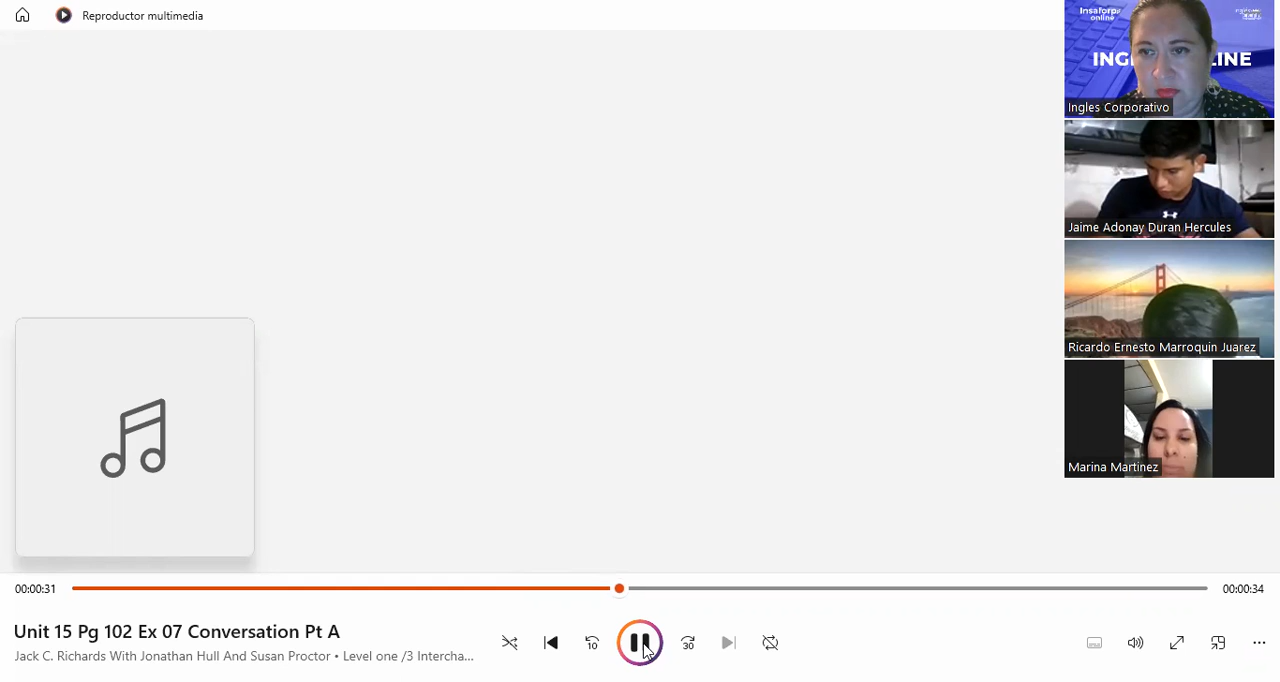 Reproductor multimedia
Insaforp
online
INGL
LINE
Ingles Corporativo
Jaime Adonay Duran Hercules
Ricardo Ernesto Marroquin Juarez
Marina Martinez
00:00:31
00:00:34
Unit 15 Pg 102 Ex 07 Conversation Pt A
Jack C. Richards With Jonathan Hull And Susan Proctor • Level one /3 Intercha...
10
30